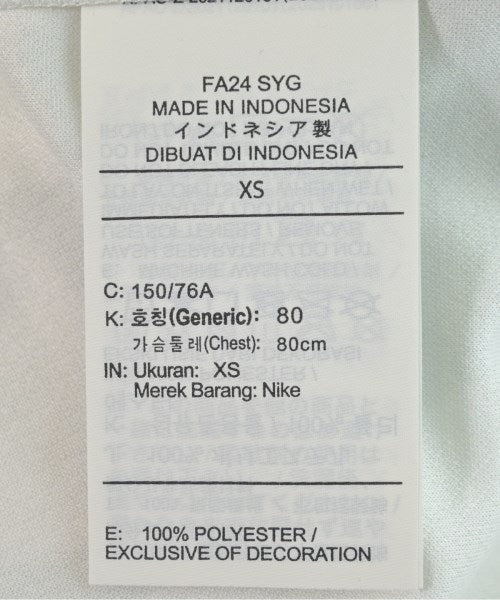 FA24 SYG
MADE IN INDONESIA
インドネシア製
DIBUAT DI INDONESIA
XS
C: 150/76A
K: 호칭(Generic): 80
가슴둘레(Chest): 80cm
IN: Ukuran: XS
Merek Barang: Nike
E: 100% POLYESTER /
EXCLUSIVE OF DECORATION